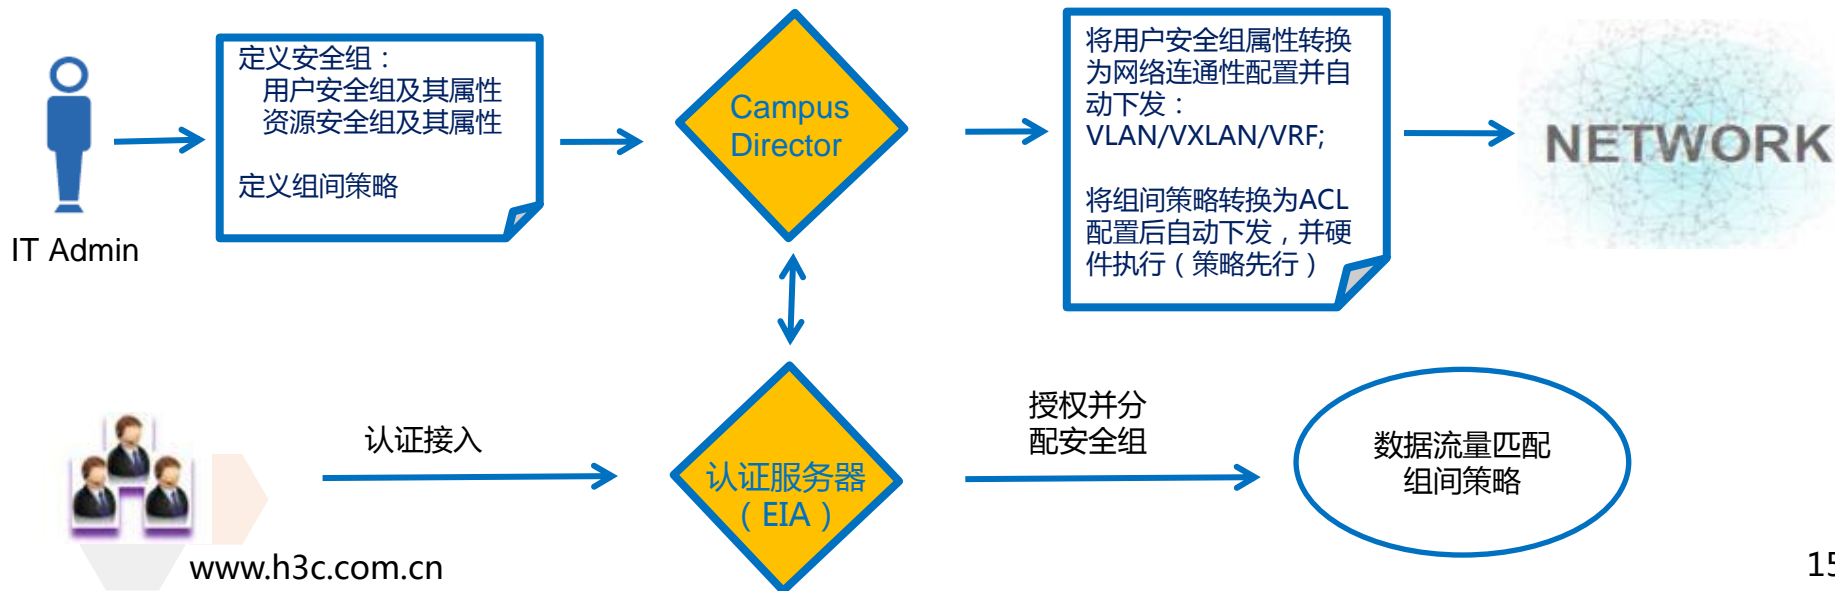 定义安全组：
用户安全组及其属性
资源安全组及其属性
定义组间策略
IT Admin
Campus
Director
将用户安全组属性转换
为网络连通性配置并自
动下发：
VLAN/VXLAN/VRF;
将组间策略转换为ACL
配置后自动下发，并硬
件执行（策略先行）
NETWORK
认证接入
认证服务器
（EIA）
授权并分
配安全组
数据流量匹配
组间策略
www.h3c.com.cn
15